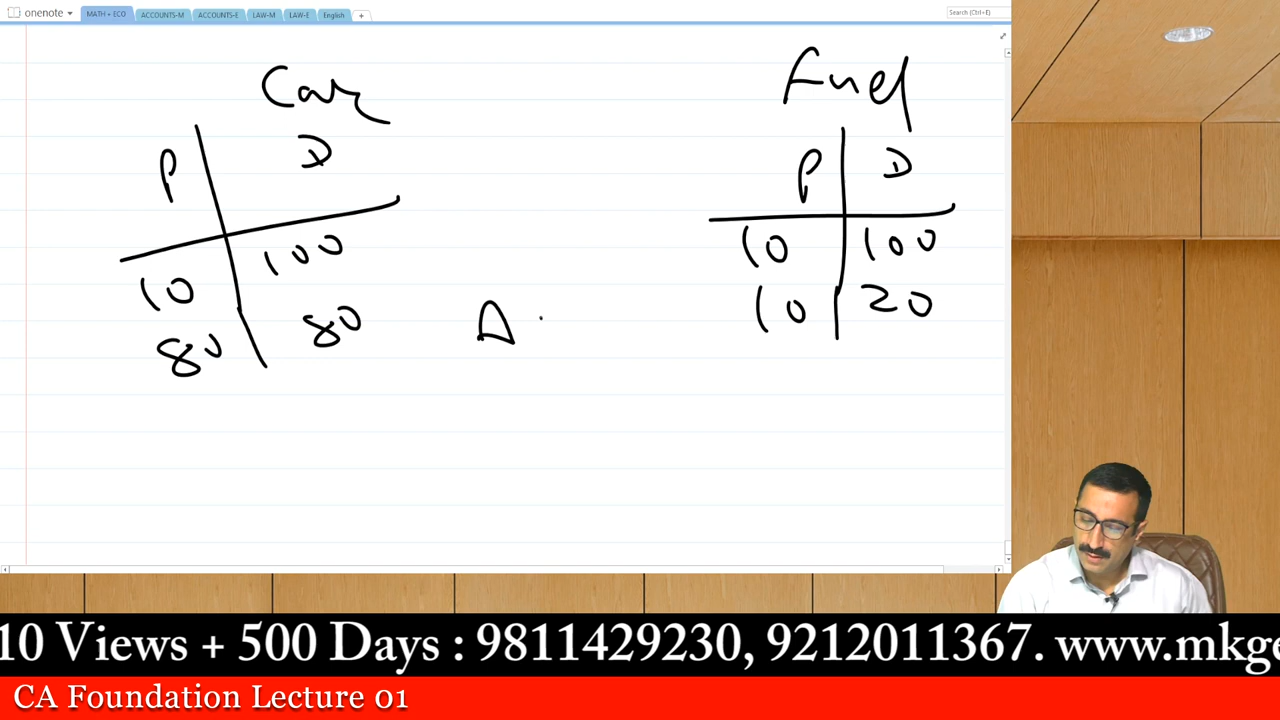 onenote
MATH + ECO ACCOUNTS-M ACCOUNTS-E LAW-M LAW-E English +
Search (Ctrl+E)
Car
P D
10 100
80 80
Δ
Fuel
P D
10 100
10 20
10 Views + 500 Days : 9811429230, 9212011367. www.mkge
CA Foundation Lecture 01